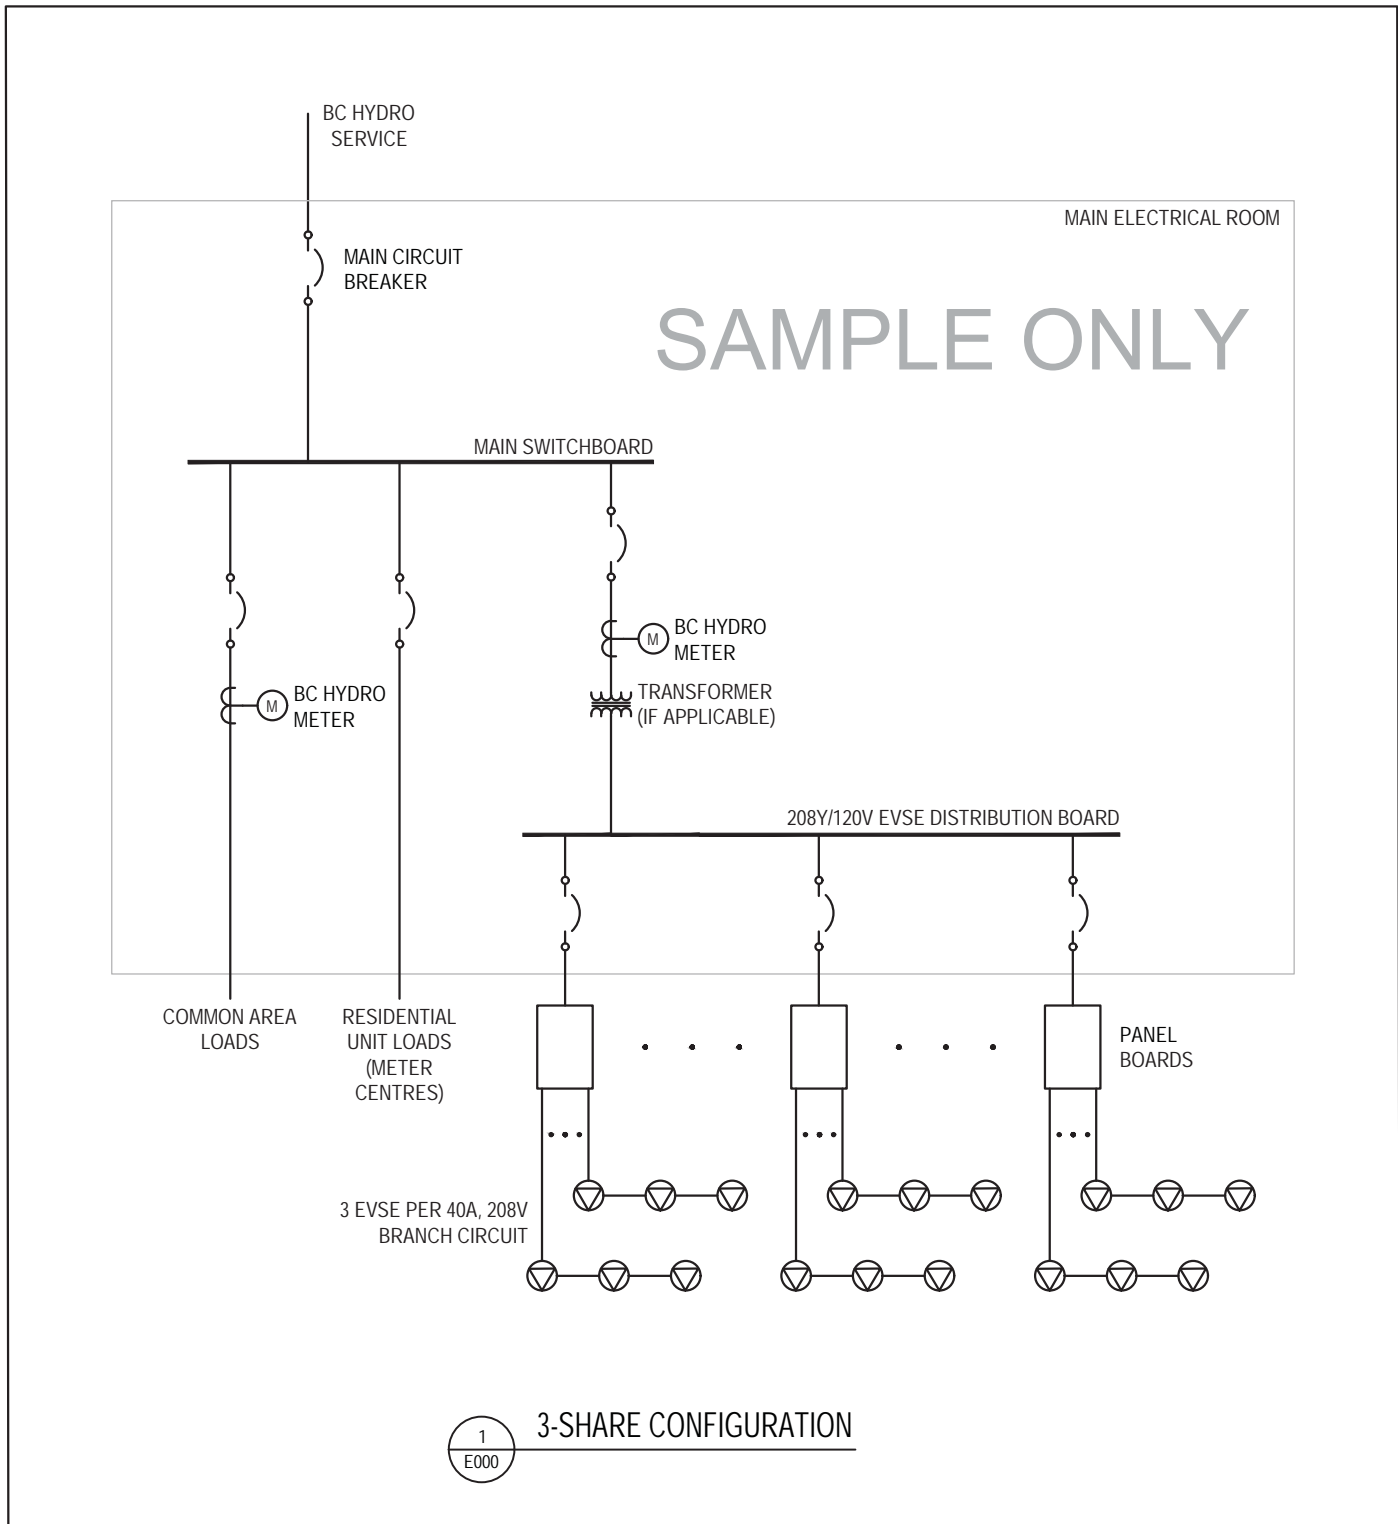 BC HYDRO
SERVICE
MAIN ELECTRICAL ROOM
MAIN CIRCUIT
BREAKER
SAMPLE ONLY
MAIN SWITCHBOARD
M
BC HYDRO
METER
M
BC HYDRO
METER
TRANSFORMER
(IF APPLICABLE)
208Y/120V EVSE DISTRIBUTION BOARD
COMMON AREA
LOADS
RESIDENTIAL
UNIT LOADS
(METER
CENTRES)
PANEL
BOARDS
3 EVSE PER 40A, 208V
BRANCH CIRCUIT
1
E000
3-SHARE CONFIGURATION